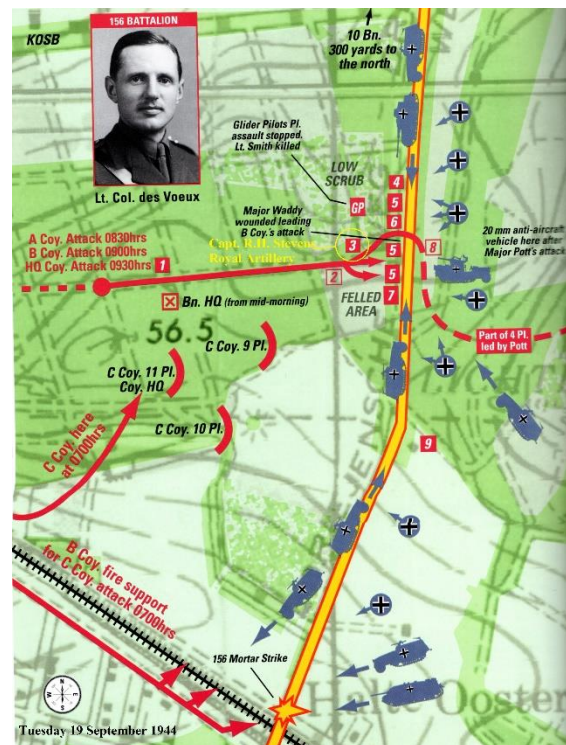 156 BATTALION
Lt. Col. des Voeux
KOSB
10 Bn.
300 yards to
the north
Glider Pilots Pl.
assault stopped,
Lt. Smith killed
LOW
SCRUB
GP
4
5
6
Major Waddy
wounded leading
B Coy.'s attack
3
5
8
20 mm anti-aircraft
vehicle here after
Major Pott's attack
A Coy. Attack 0830hrs
B Coy. Attack 0900hrs
HQ Coy. Attack 0930hrs
1
Capt. R.H. Stevens
Royal Artillery
2
5
7
FELLED
AREA
Bn. HQ (from mid-morning)
56.5
Part of 4 Pl.
led by Pott
C Coy. 9 Pl.
C Coy. 11 Pl.
Coy. HQ
C Coy. 10 Pl.
C Coy. here
at 0700hrs
9
B Coy. fire support
for C Coy. attack 0700hrs
156 Mortar Strike
N
W
E
S
Tuesday 19 September 1944